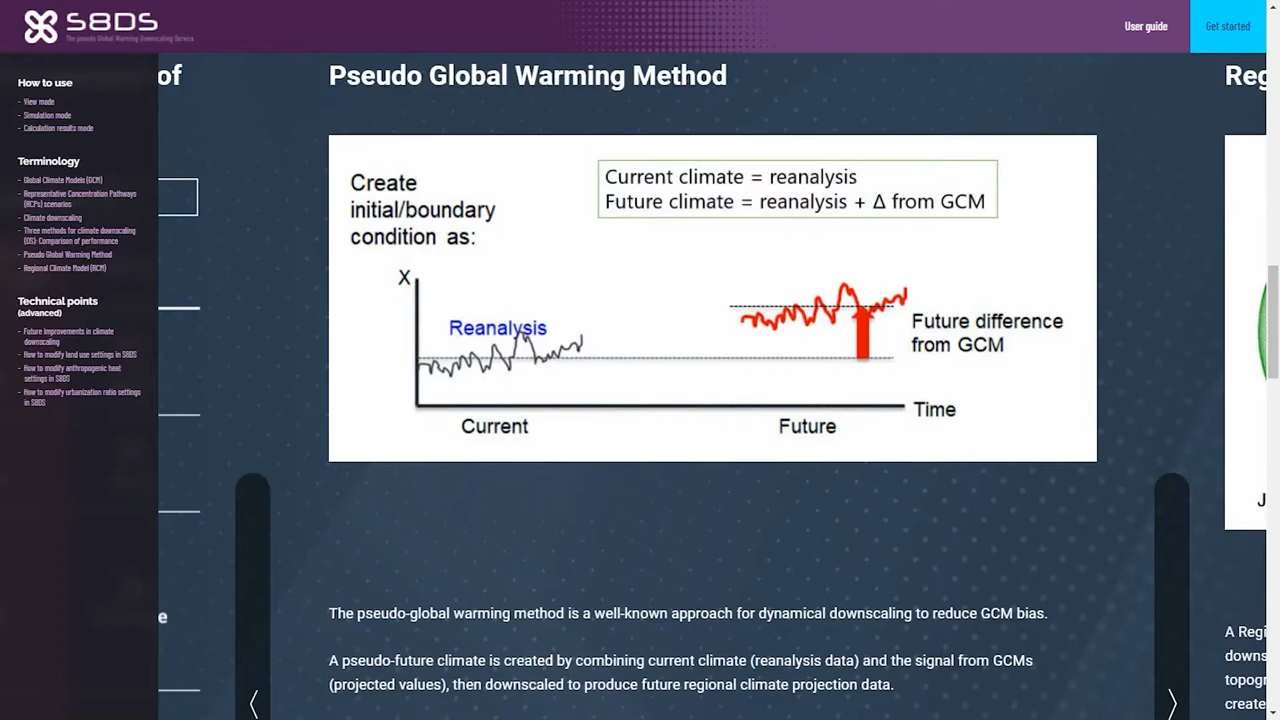 S8DS
The pseudo Global Warming Downscaling Service
User guide
Get started
How to use
- View mode
- Simulation mode
- Calculation results mode
Terminology
- Global Climate Models (GCM)
- Representative Concentration Pathways
(RCPs) scenarios
- Climate downscaling
- Three methods for climate downscaling
(DS): Comparison of performance
- Pseudo Global Warming Method
- Regional Climate Model (RCM)
Technical points
(advanced)
- Future improvements in climate
downscaling
- How to modify land use settings in S8DS
- How to modify anthropogenic heat
settings in S8DS
- How to modify urbanization ratio settings
in S8DS
of
Pseudo Global Warming Method
Create
initial/boundary
condition as:
Current climate = reanalysis
Future climate = reanalysis + Δ from GCM
X
Reanalysis
Future difference
from GCM
Time
Current
Future
The pseudo-global warming method is a well-known approach for dynamical downscaling to reduce GCM bias.
A pseudo-future climate is created by combining current climate (reanalysis data) and the signal from GCMs
(projected values), then downscaled to produce future regional climate projection data.
e
Reg
J
A Regi
downs
topogr
create